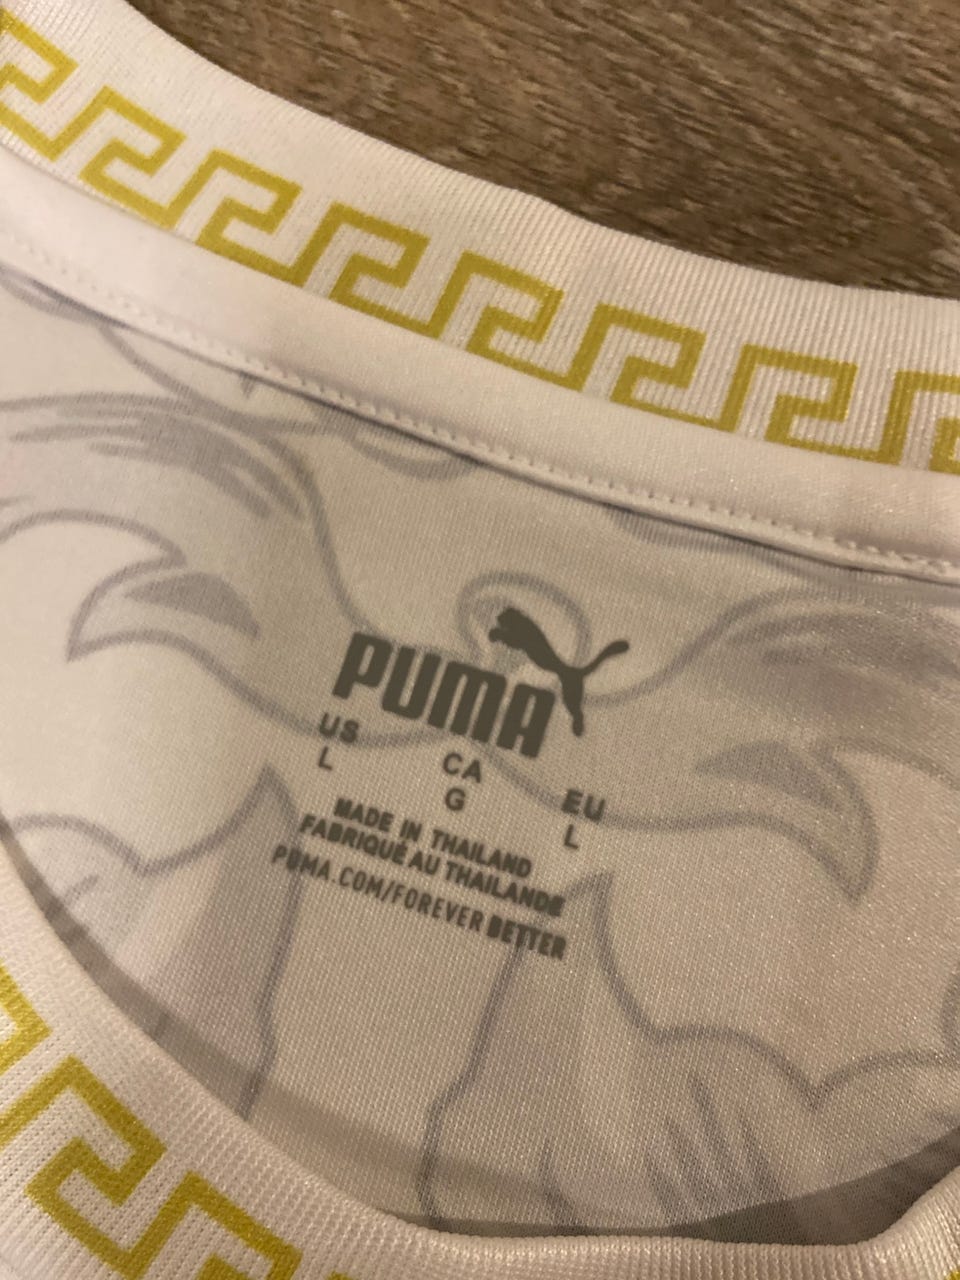 PUMA
US CA EU
L G L
MADE IN THAILAND
FABRIQUÉ AU THAILANDE
PUMA.COM/FOREVER BETTER